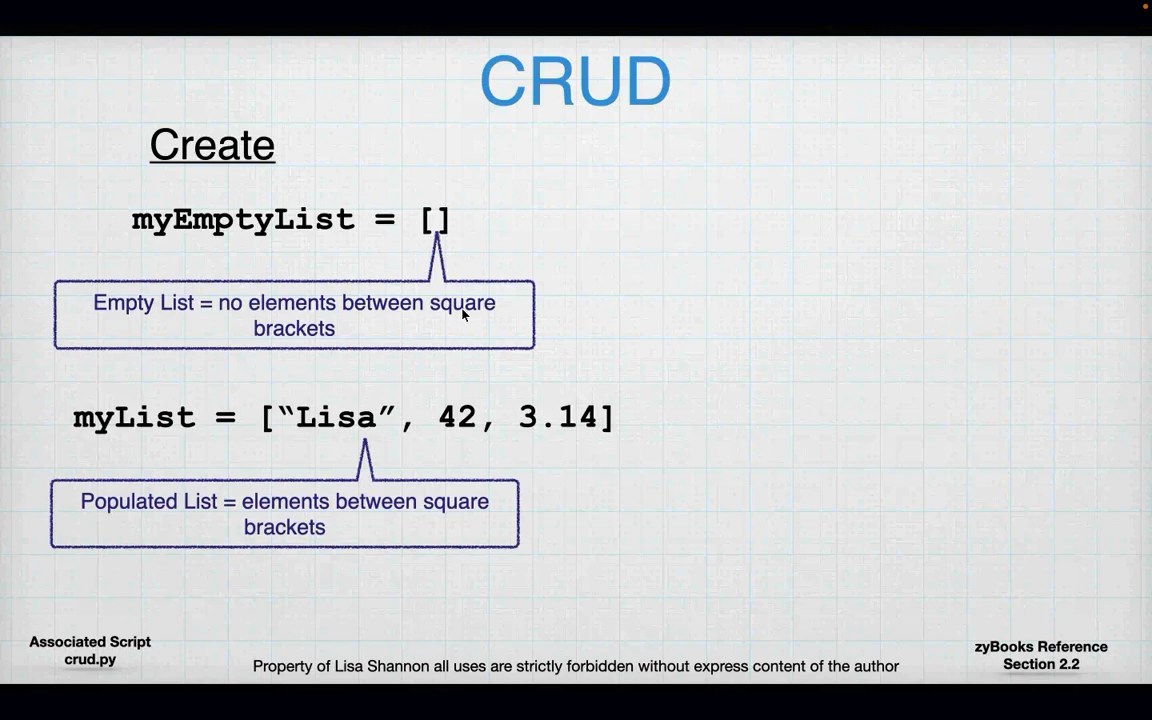 CRUD
Create
myEmptyList = []
Empty List = no elements between square
brackets
myList = [“Lisa”, 42, 3.14]
Populated List = elements between square
brackets
Associated Script
crud.py
Property of Lisa Shannon all uses are strictly forbidden without express content of the author
zyBooks Reference
Section 2.2